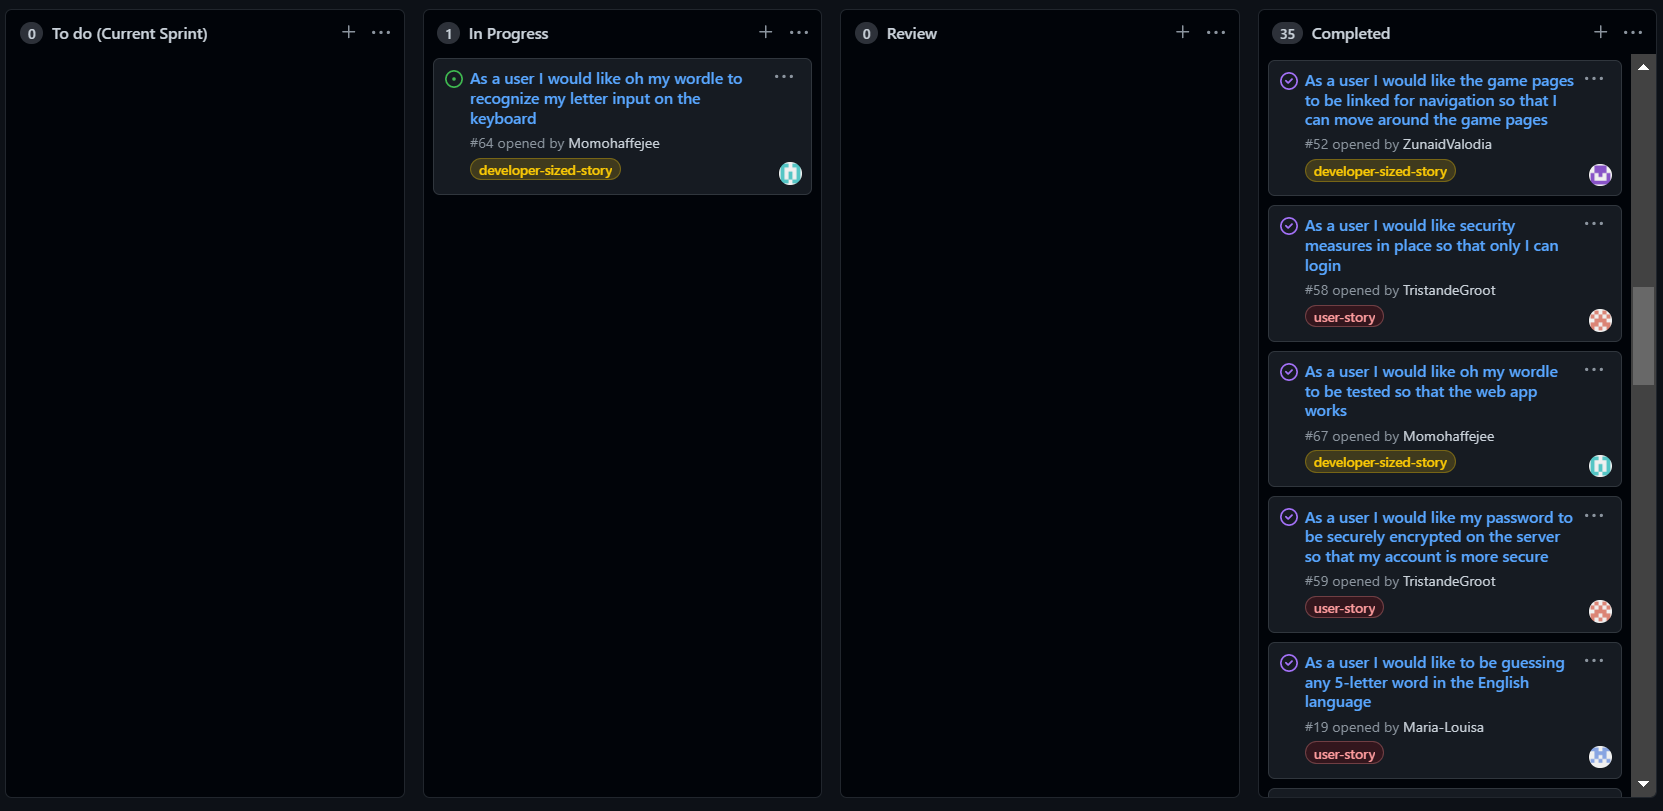 0 To do (Current Sprint)
1 In Progress
As a user I would like oh my wordle to
recognize my letter input on the
keyboard
#64 opened by Momohaffejee
developer-sized-story
0 Review
35 Completed
As a user I would like the game pages
to be linked for navigation so that I
can move around the game pages
#52 opened by ZunaidValodia
developer-sized-story
As a user I would like security
measures in place so that only I can
login
#58 opened by TristandeGroot
user-story
As a user I would like oh my wordle
to be tested so that the web app
works
#67 opened by Momohaffejee
developer-sized-story
As a user I would like my password to
be securely encrypted on the server
so that my account is more secure
#59 opened by TristandeGroot
user-story
As a user I would like to be guessing
any 5-letter word in the English
language
#19 opened by Maria-Louisa
user-story